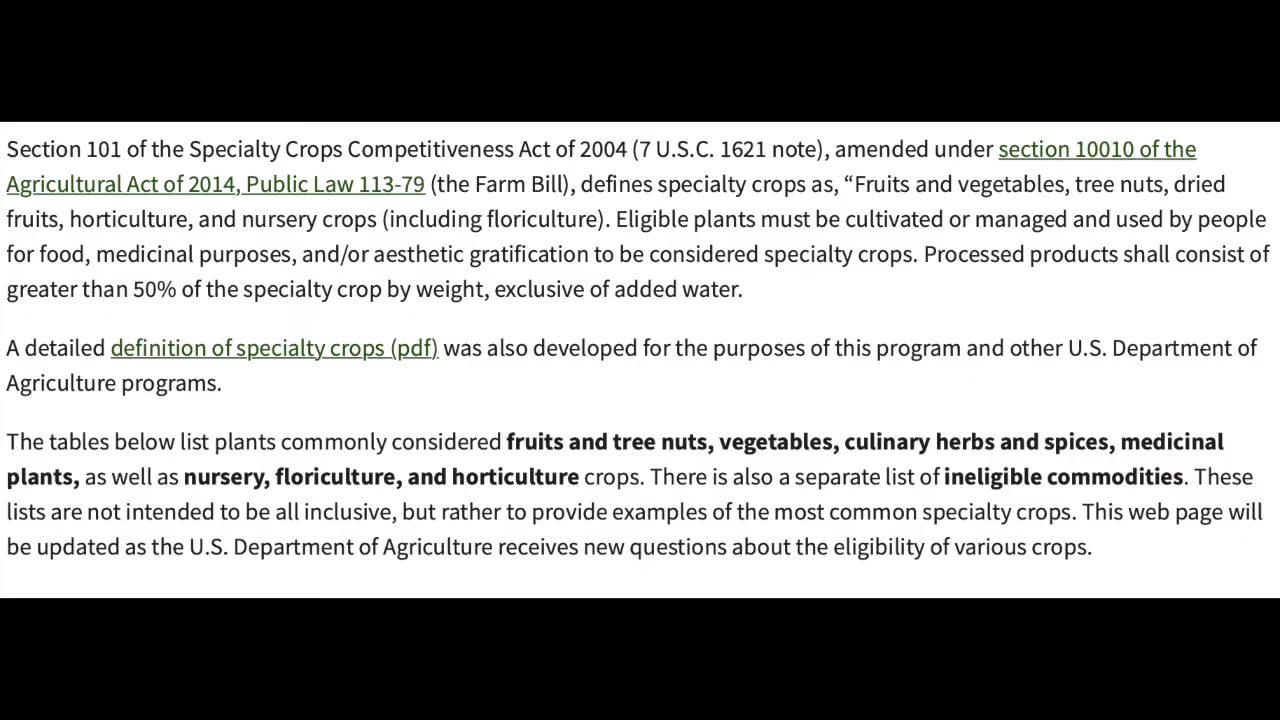 Section 101 of the Specialty Crops Competitiveness Act of 2004 (7 U.S.C. 1621 note), amended under section 10010 of the
Agricultural Act of 2014, Public Law 113-79 (the Farm Bill), defines specialty crops as, “Fruits and vegetables, tree nuts, dried
fruits, horticulture, and nursery crops (including floriculture). Eligible plants must be cultivated or managed and used by people
for food, medicinal purposes, and/or aesthetic gratification to be considered specialty crops. Processed products shall consist of
greater than 50% of the specialty crop by weight, exclusive of added water.
A detailed definition of specialty crops (pdf) was also developed for the purposes of this program and other U.S. Department of
Agriculture programs.
The tables below list plants commonly considered fruits and tree nuts, vegetables, culinary herbs and spices, medicinal
plants, as well as nursery, floriculture, and horticulture crops. There is also a separate list of ineligible commodities. These
lists are not intended to be all inclusive, but rather to provide examples of the most common specialty crops. This web page will
be updated as the U.S. Department of Agriculture receives new questions about the eligibility of various crops.